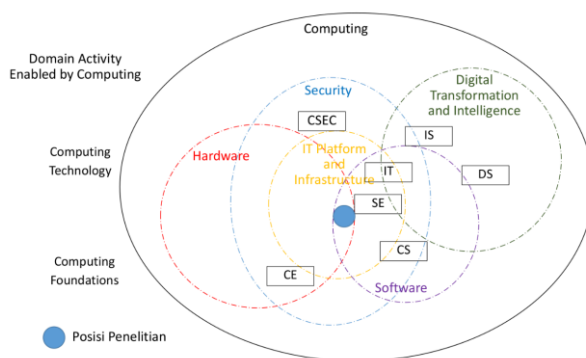 Computing
Domain Activity
Enabled by Computing
Digital
Transformation
and Intelligence
Security
CSEC
IS
Hardware
IT Platform
and
Infrastructure
IT
Computing
Technology
DS
SE
CS
Computing
Foundations
CE
Software
Posisi Penelitian